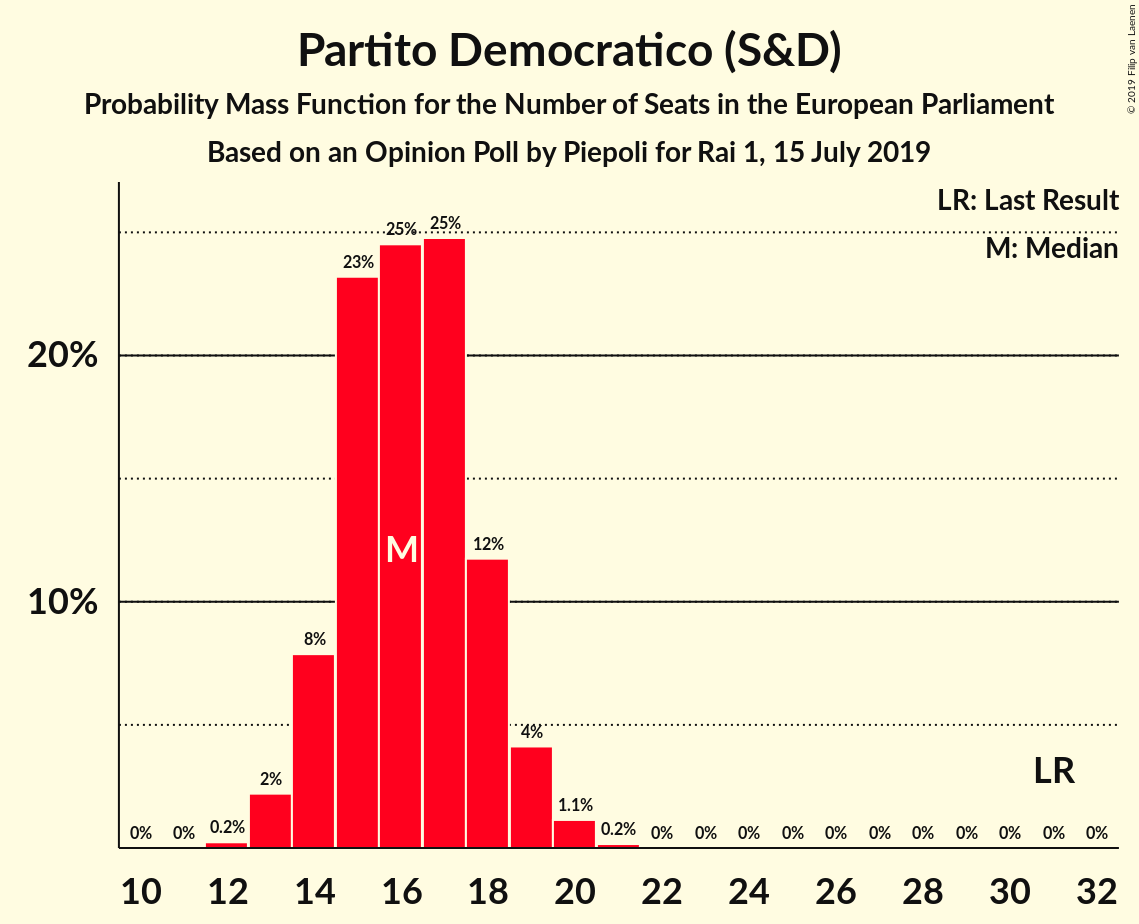 Partito Democratico (S&D)
Probability Mass Function for the Number of Seats in the European Parliament
Based on an Opinion Poll by Piepoli for Rai 1, 15 July 2019
© 2019 Filip van Laenen
LR: Last Result
M: Median
20%
10%
0% 0% 0.2% 2% 8% 23% 25% 25% 12% 4% 1.1% 0.2% 0% 0% 0% 0% 0% 0% 0% 0% 0% 0% 0%
M
LR
10 12 14 16 18 20 22 24 26 28 30 32